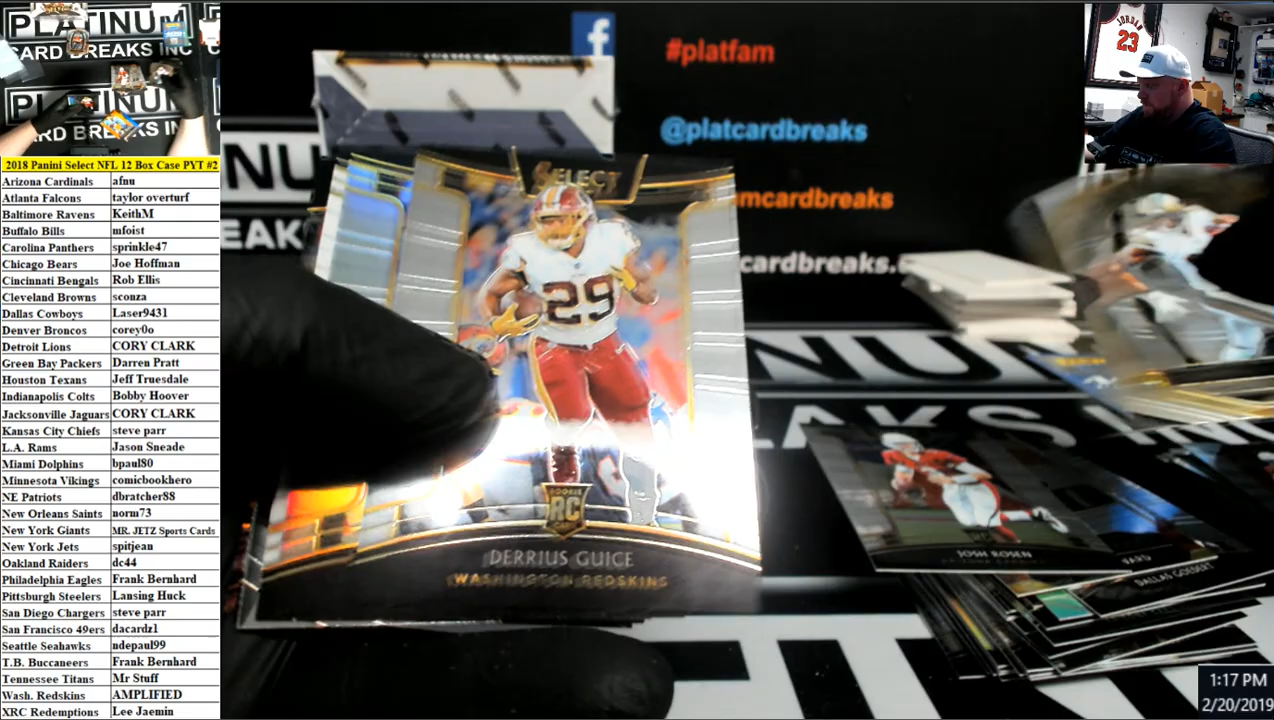 PLATINUM
CARD BREAKS INC
PLATINUM
2018 Panini Select NFL 12 Box Case PYT #2
Arizona Cardinals afnu
Atlanta Falcons taylor overturf
Baltimore Ravens KeithM
Buffalo Bills mfoist
Carolina Panthers sprinkle47
Chicago Bears Joe Hoffman
Cincinnati Bengals Rob Ellis
Cleveland Browns sconza
Dallas Cowboys Laser9431
Denver Broncos corey0o
Detroit Lions CORY CLARK
Green Bay Packers Darren Pratt
Houston Texans Jeff Truesdale
Indianapolis Colts Bobby Hoover
Jacksonville Jaguars CORY CLARK
Kansas City Chiefs steve parr
L.A. Rams Jason Sneade
Miami Dolphins bpaul80
Minnesota Vikings comicbookhero
NE Patriots dbratcher88
New Orleans Saints norm73
New York Giants MR. JETZ Sports Cards
New York Jets spitjean
Oakland Raiders dc44
Philadelphia Eagles Frank Bernhard
Pittsburgh Steelers Lansing Huck
San Diego Chargers steve parr
San Francisco 49ers dacardz1
Seattle Seahawks ndepaul99
T.B. Buccaneers Frank Bernhard
Tennessee Titans Mr Stuff
Wash. Redskins AMPLIFIED
XRC Redemptions Lee Jaemin
f
#platfam
@platcardbreaks
umcardbreaks
cardbreaks.
SELECT
29
ROOKIE
RC
DERRIUS GUICE
WASHINGTON REDSKINS
JORDAN
23
JOSH ROSEN
DALLAS GOEDERT
1:17 PM
2/20/2019